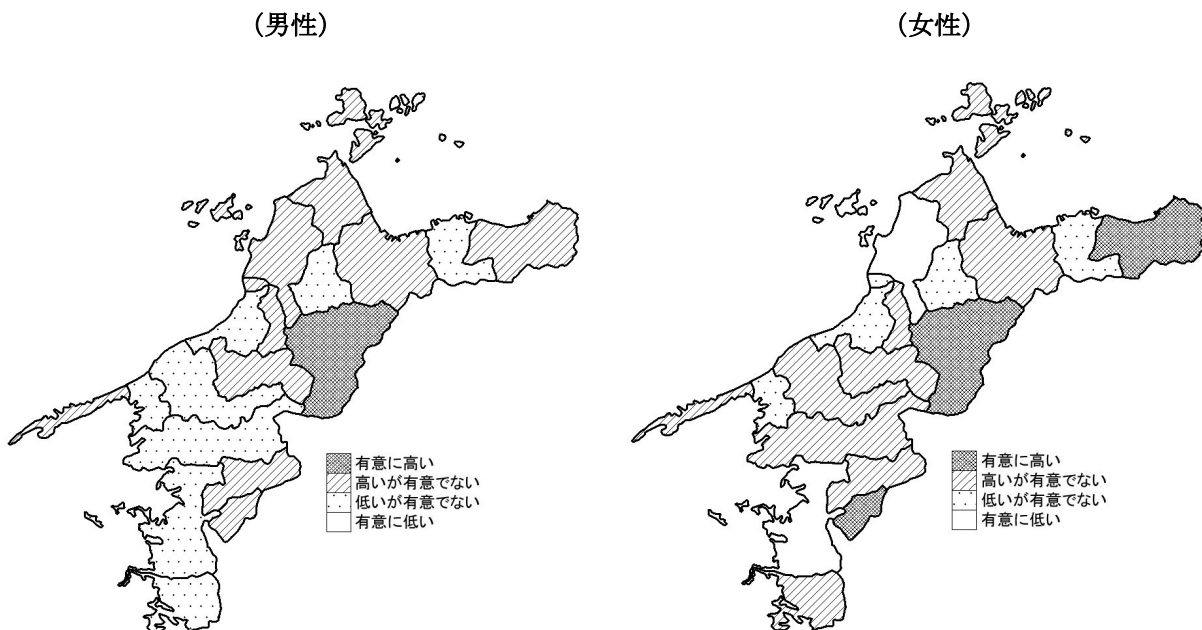 (男性)
(女性)
有意に高い
高いが有意でない
低いが有意でない
有意に低い
有意に高い
高いが有意でない
低いが有意でない
有意に低い